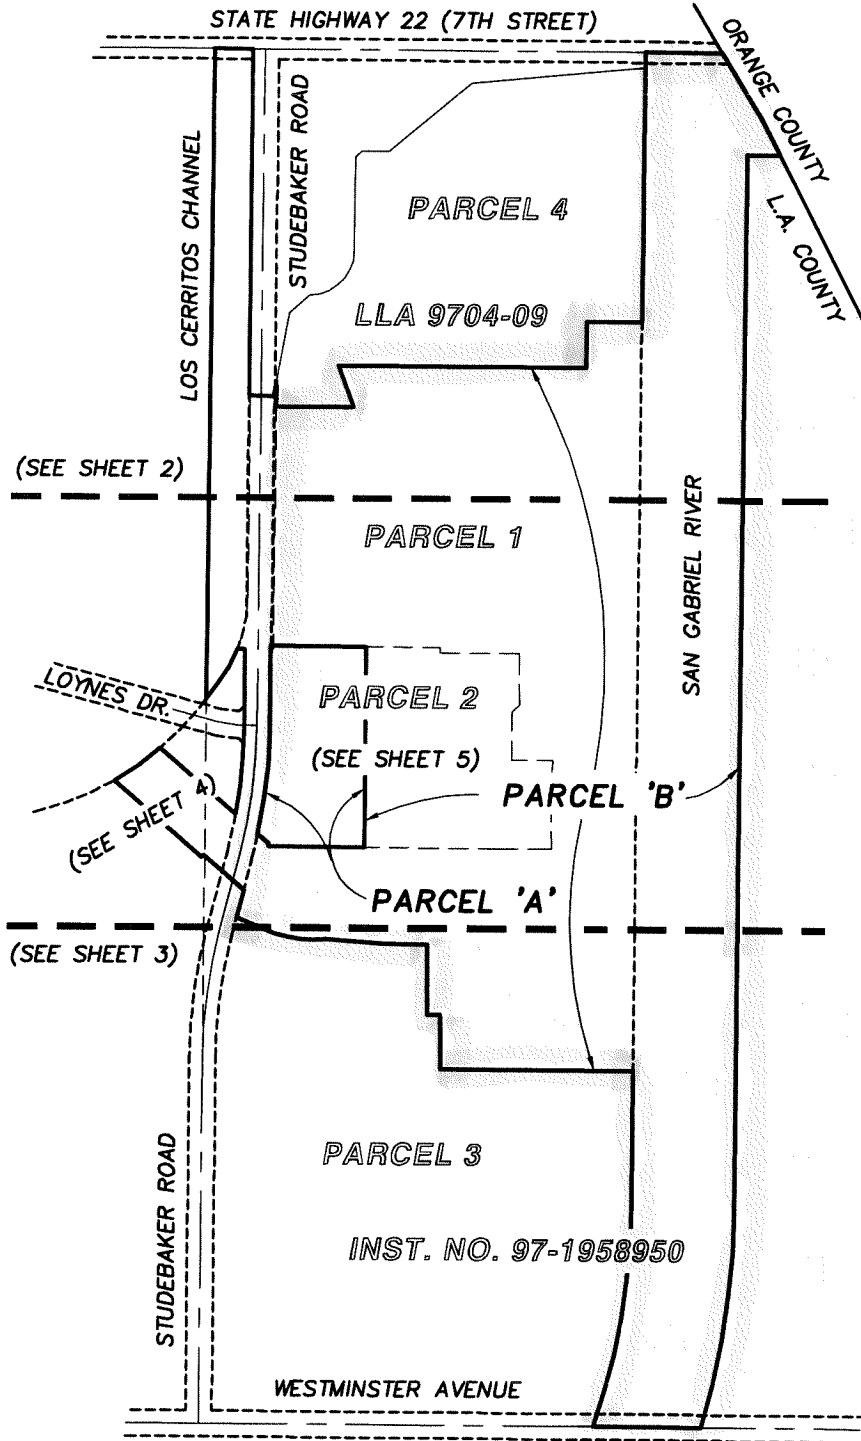 STATE HIGHWAY 22 (7TH STREET)
ORANGE COUNTY
L.A. COUNTY
LOS CERRITOS CHANNEL
STUDEBAKER ROAD
PARCEL 4
LLA 9704-09
(SEE SHEET 2)
PARCEL 1
SAN GABRIEL RIVER
LOYNES DR.
PARCEL 2
(SEE SHEET 5)
PARCEL 'B'
(SEE SHEET 4)
PARCEL 'A'
(SEE SHEET 3)
STUDEBAKER ROAD
PARCEL 3
INST. NO. 97-1958950
WESTMINSTER AVENUE